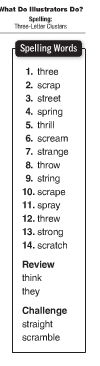 What Do Illustrators Do?
Spelling:
Three-Letter Clusters
Spelling Words
1. three
2. scrap
3. street
4. spring
5. thrill
6. scream
7. strange
8. throw
9. string
10. scrape
11. spray
12. threw
13. strong
14. scratch
Review
think
they
Challenge
straight
scramble